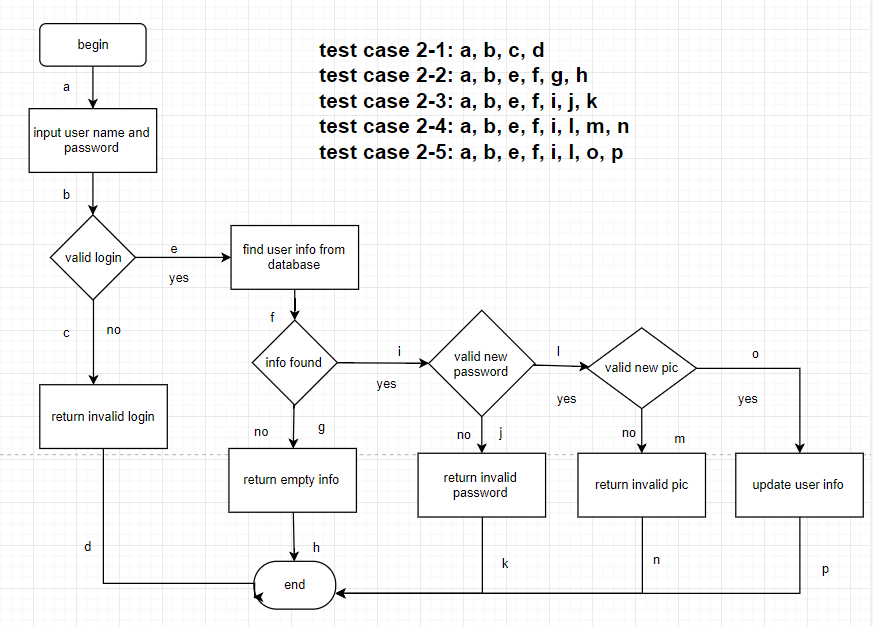 begin
test case 2-1: a, b, c, d
test case 2-2: a, b, e, f, g, h
test case 2-3: a, b, e, f, i, j, k
test case 2-4: a, b, e, f, i, l, m, n
test case 2-5: a, b, e, f, i, l, o, p
a
input user name and
password
b
valid login
e
yes
find user info from
database
c
no
f
info found
i
yes
valid new
password
l
yes
valid new pic
o
yes
return invalid login
no
g
no
j
no
m
return empty info
return invalid
password
return invalid pic
update user info
d
h
k
n
p
end